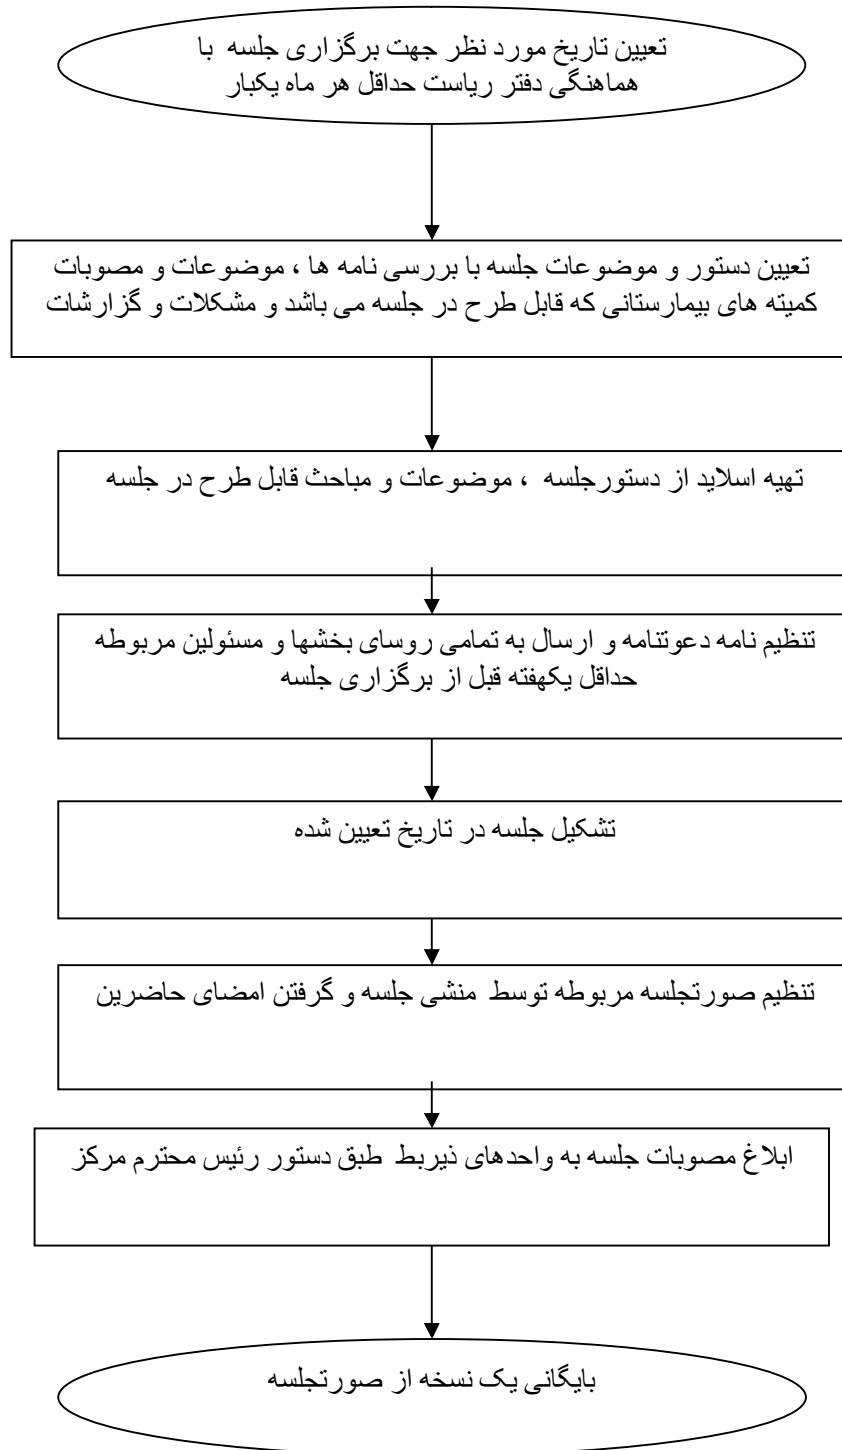 تعیین تاریخ مورد نظر جهت برگزاری جلسه با
هماهنگی دفتر ریاست حداقل هر ماه یکبار
تعیین دستور و موضوعات جلسه با بررسی نامه ها ، موضوعات و مصوبات
کمیته های بیمارستانی که قابل طرح در جلسه می باشد و مشکلات و گزارشات
تهیه اسلاید از دستورجلسه ، موضوعات و مباحث قابل طرح در جلسه
تنظیم نامه دعوتنامه و ارسال به تمامی روسای بخشها و مسئولین مربوطه
حداقل یکهفته قبل از برگزاری جلسه
تشکیل جلسه در تاریخ تعیین شده
تنظیم صورتجلسه مربوطه توسط منشی جلسه و گرفتن امضای حاضرین
ابلاغ مصوبات جلسه به واحدهای ذیربط طبق دستور رئیس محترم مرکز
بایگانی یک نسخه از صورتجلسه